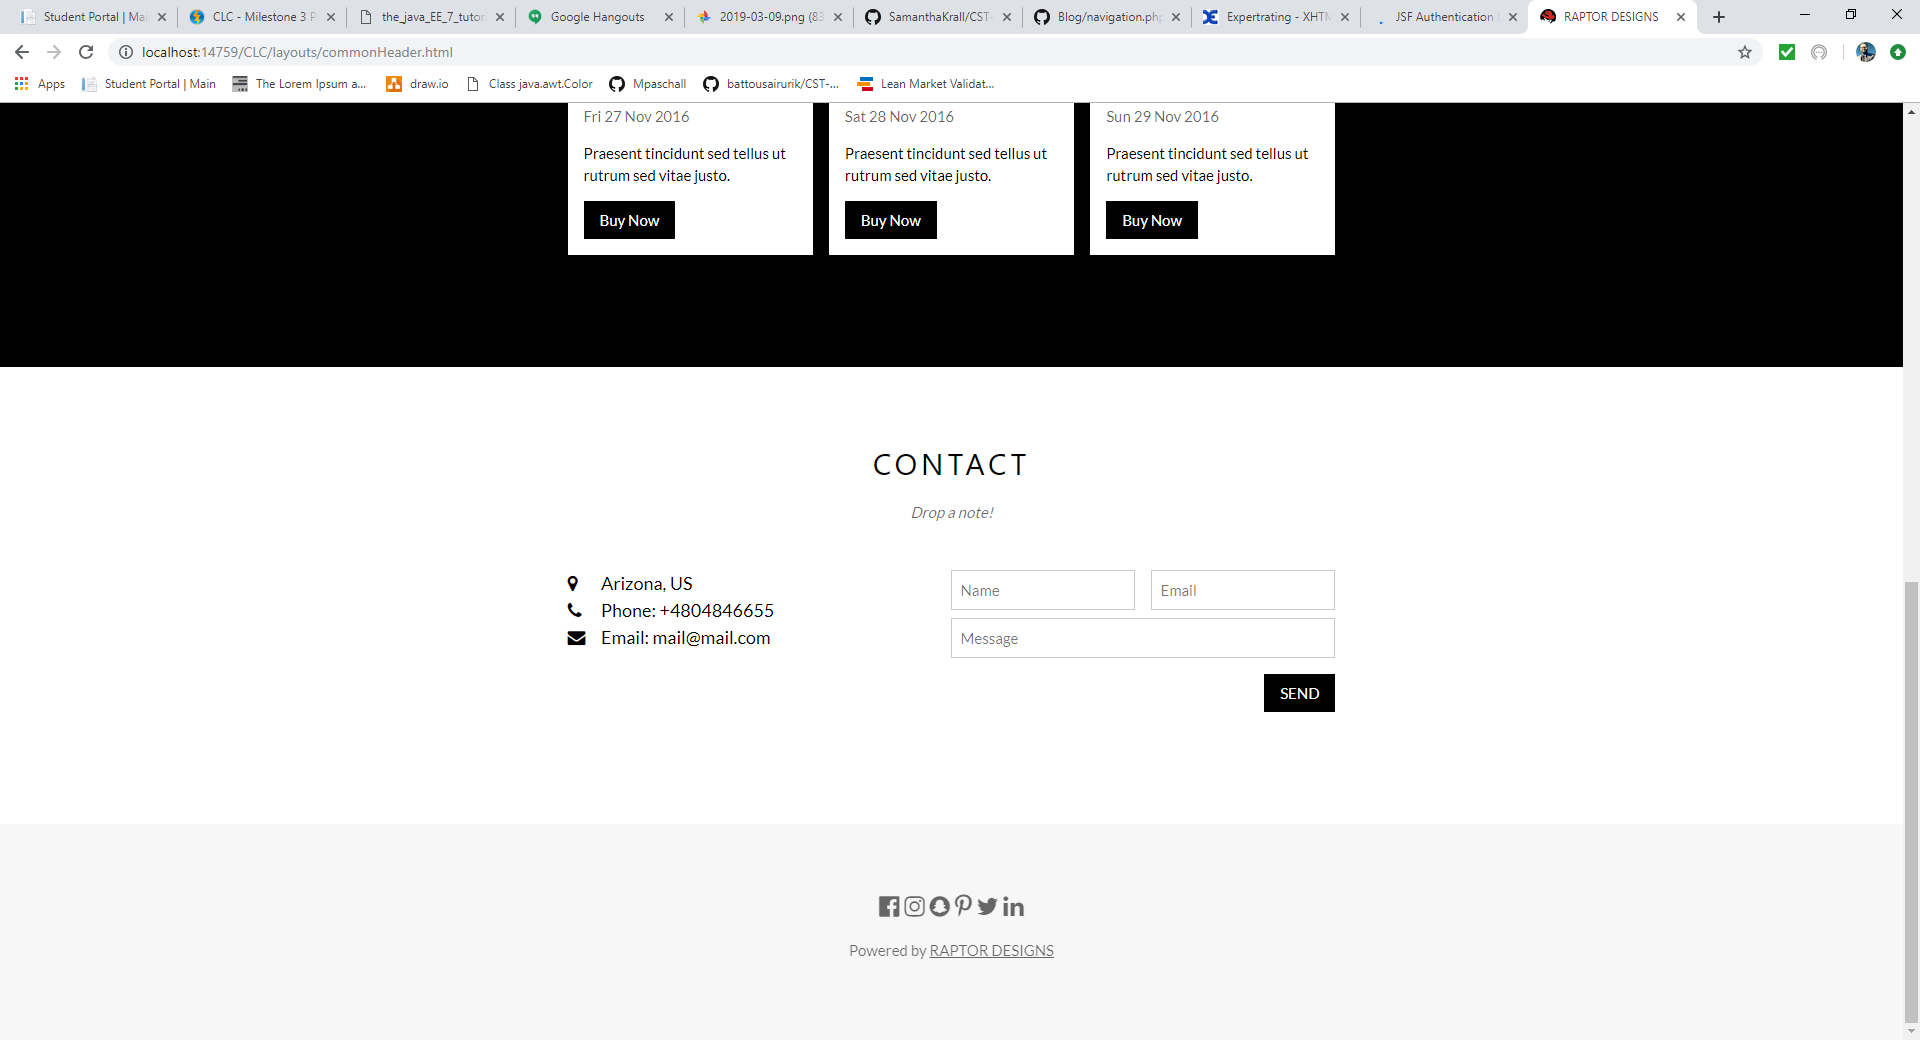 Student Portal | Mai
CLC - Milestone 3 P
the_java_EE_7_tutor
Google Hangouts
2019-03-09.png (83
SamanthaKrall/CST-
Blog/navigation.php
Expertrating - XHTM
JSF Authentication
RAPTOR DESIGNS
localhost:14759/CLC/layouts/commonHeader.html
Apps
Student Portal | Main
The Lorem Ipsum a...
draw.io
Class java.awt.Color
Mpaschall
battousairurik/CST-...
Lean Market Validat...
Fri 27 Nov 2016
Praesent tincidunt sed tellus ut
rutrum sed vitae justo.
Buy Now
Sat 28 Nov 2016
Praesent tincidunt sed tellus ut
rutrum sed vitae justo.
Buy Now
Sun 29 Nov 2016
Praesent tincidunt sed tellus ut
rutrum sed vitae justo.
Buy Now
CONTACT
Drop a note!
Arizona, US
Phone: +4804846655
Email: mail@mail.com
Name
Email
Message
SEND
Powered by RAPTOR DESIGNS